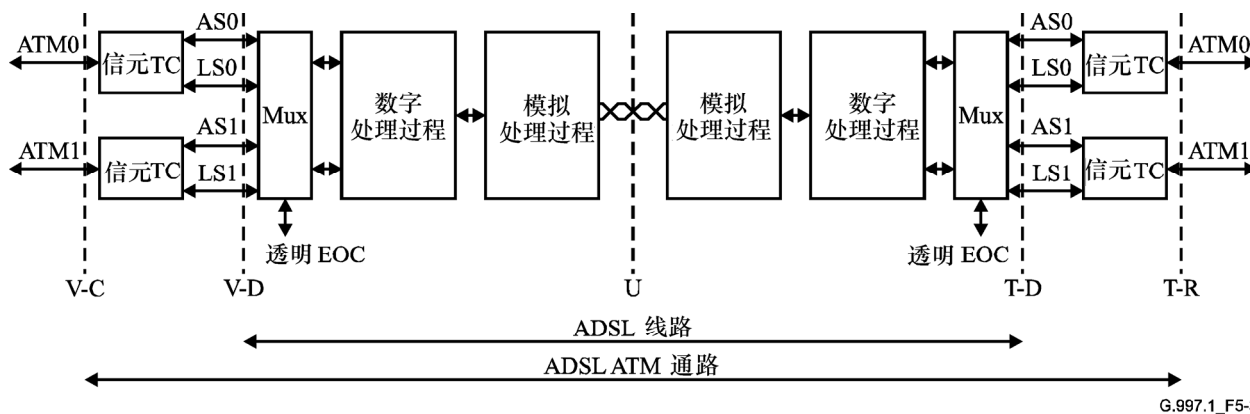 AS0
AS0
ATM0
信元TC
LS0
Mux
数字
处理过程
模拟
处理过程
模拟
处理过程
数字
处理过程
Mux
LS0
信元TC
ATM0
AS1
AS1
ATM1
信元TC
LS1
LS1
信元TC
ATM1
透明 EOC
透明 EOC
V-C
V-D
U
T-D
T-R
ADSL 线路
ADSL ATM 通路
G.997.1_F5-